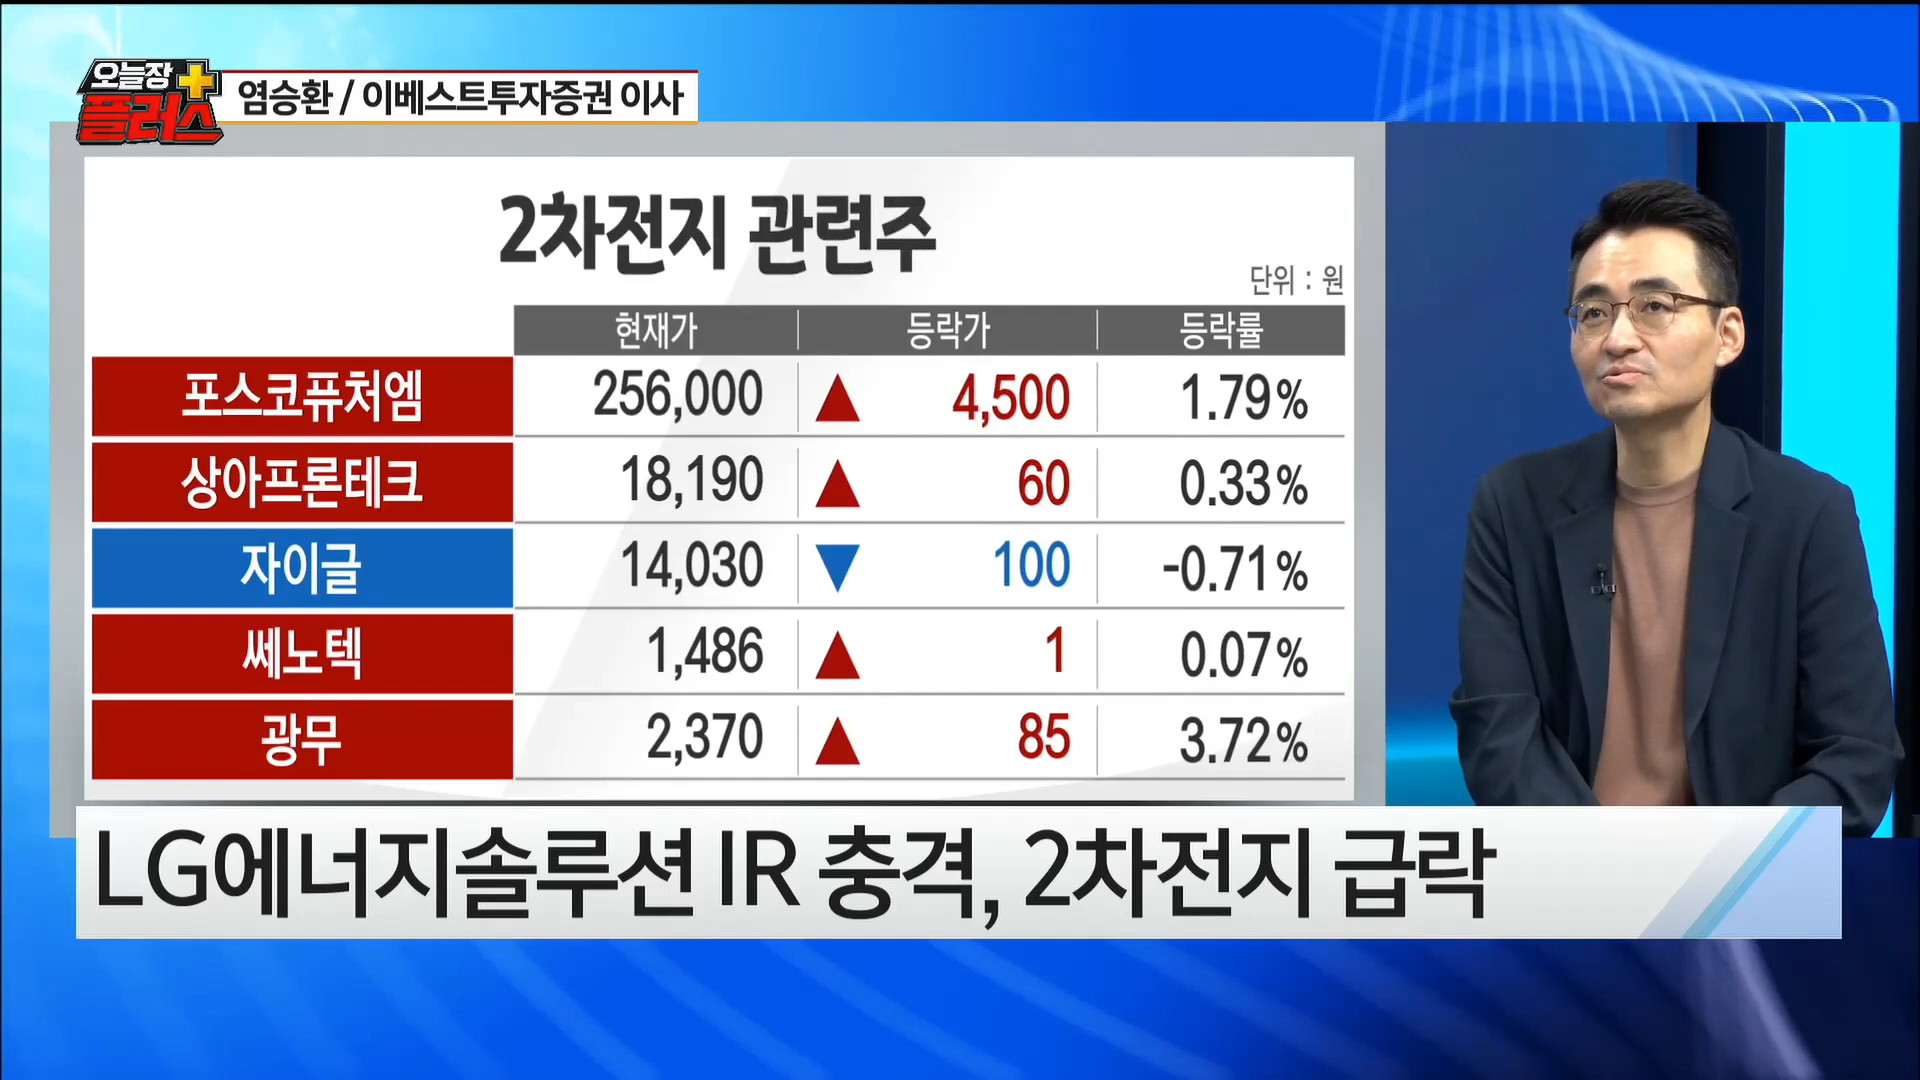 오늘장
플러스
염승환 / 이베스트투자증권 이사
2차전지 관련주
단위 : 원
현재가 등락가 등락률
포스코퓨처엠 256,000 ▲ 4,500 1.79%
상아프론테크 18,190 ▲ 60 0.33%
자이글 14,030 ▼ 100 -0.71%
쎄노텍 1,486 ▲ 1 0.07%
광무 2,370 ▲ 85 3.72%
LG에너지솔루션 IR 충격, 2차전지 급락